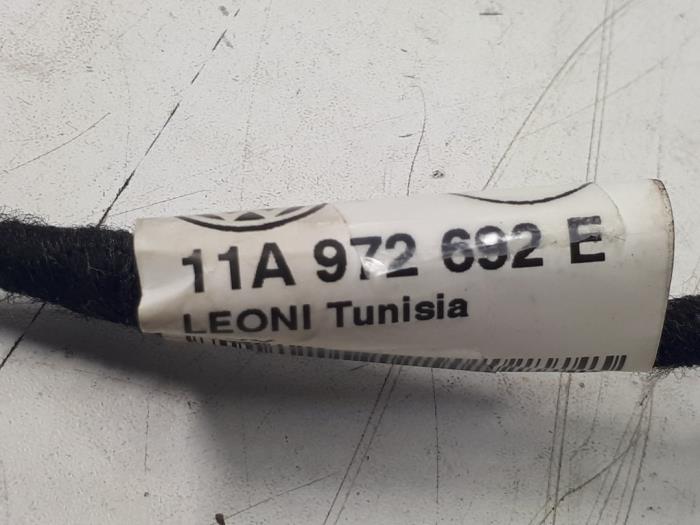 11A 972 692 E
LEONI Tunisia